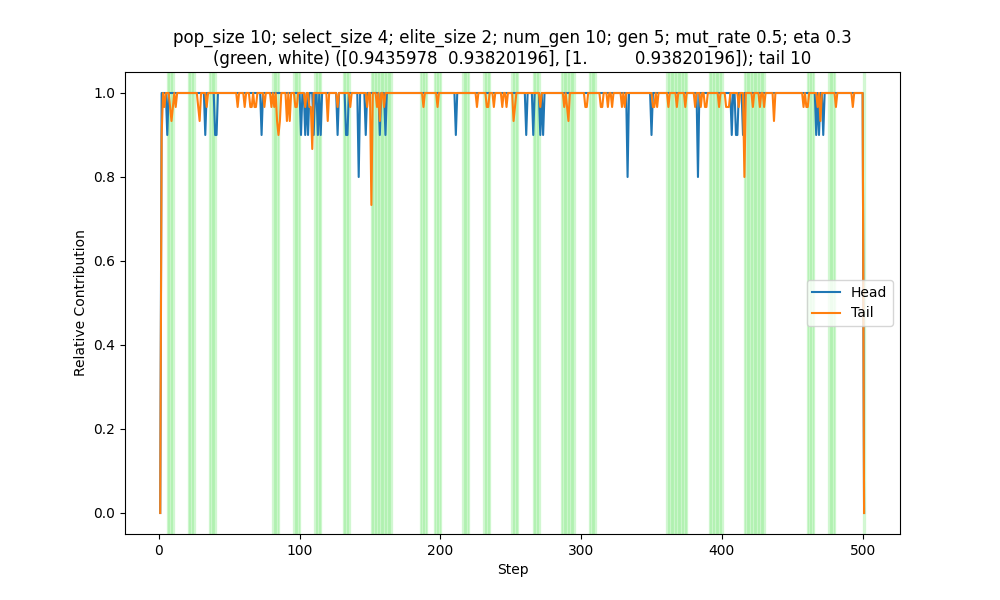 pop_size 10; select_size 4; elite_size 2; num_gen 10; gen 5; mut_rate 0.5; eta 0.3
(green, white) ([0.9435978  0.93820196], [1.         0.93820196]); tail 10
Relative Contribution
1.0
0.8
0.6
0.4
0.2
0.0
Head
Tail
0
100
200
300
400
500
Step